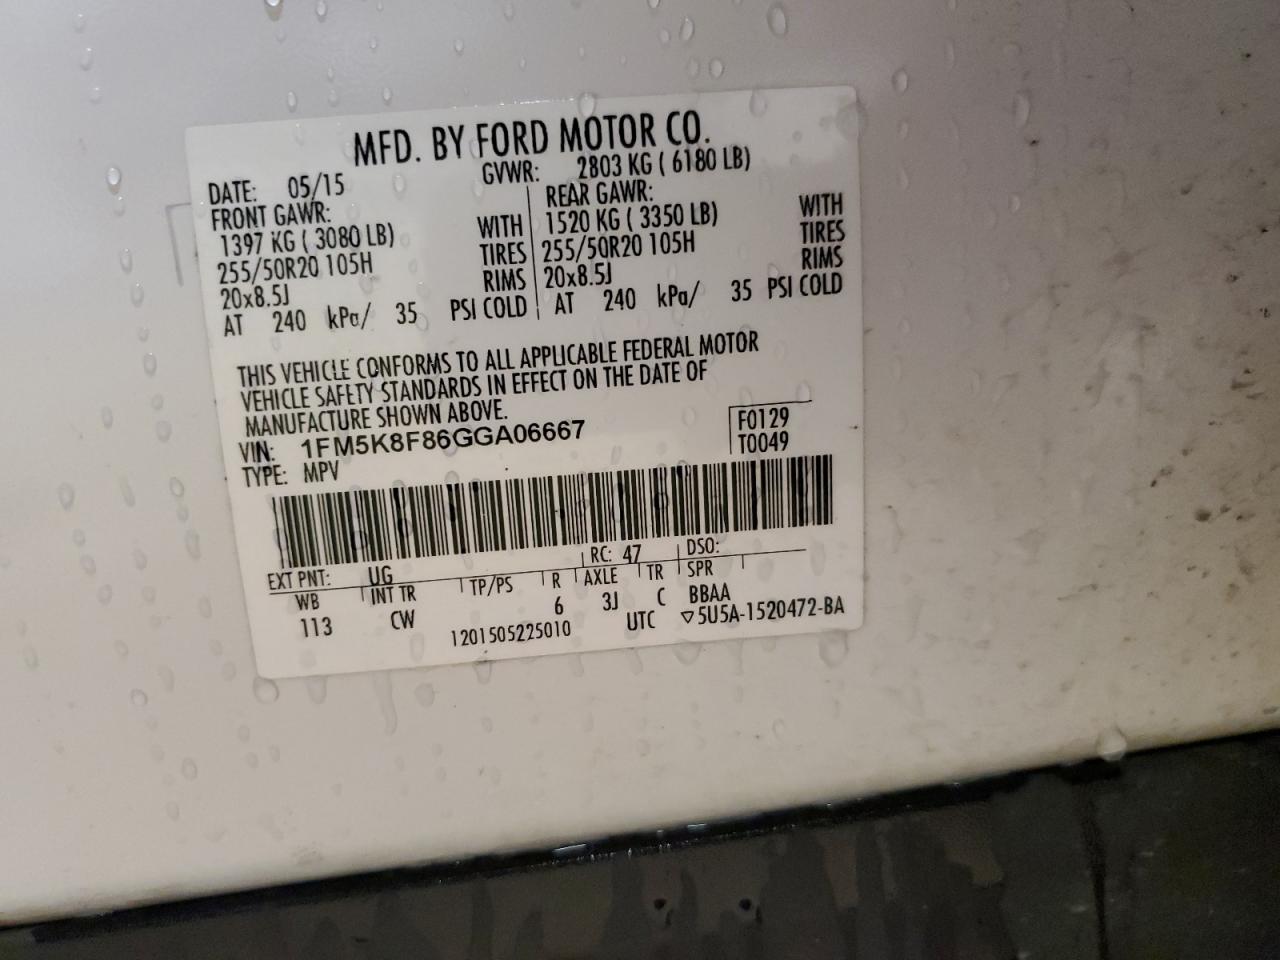 MFD. BY FORD MOTOR CO.
DATE: 05/15 GVWR: 2803 KG ( 6180 LB)
FRONT GAWR: REAR GAWR:
1397 KG ( 3080 LB) WITH 1520 KG ( 3350 LB) WITH
255/50R20 105H TIRES 255/50R20 105H TIRES
20x8.5J RIMS 20x8.5J RIMS
AT 240 kPa/ 35 PSI COLD AT 240 kPa/ 35 PSI COLD
THIS VEHICLE CONFORMS TO ALL APPLICABLE FEDERAL MOTOR
VEHICLE SAFETY STANDARDS IN EFFECT ON THE DATE OF
MANUFACTURE SHOWN ABOVE.
VIN: 1FM5K8F86GGA06667 F0129
TYPE: MPV T0049
EXT PNT: UG RC: 47 DSO:
WB INT TR TP/PS R AXLE TR SPR
113 CW 6 3J C BBAA
1201505225010 UTC ▽5U5A-1520472-BA